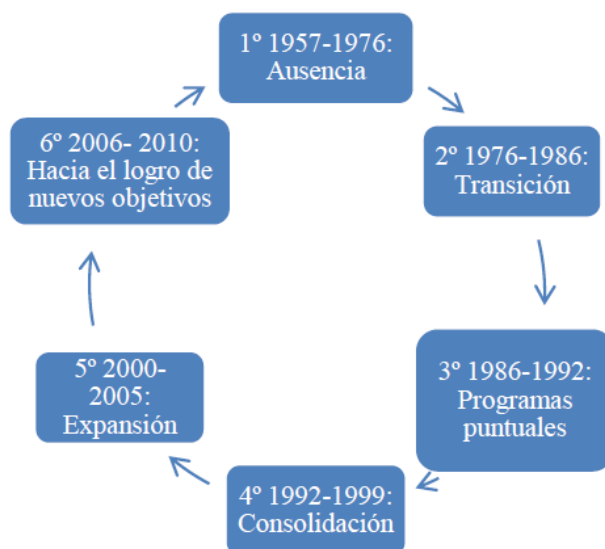 1º 1957-1976:
Ausencia
2º 1976-1986:
Transición
3º 1986-1992:
Programas
puntuales
4º 1992-1999:
Consolidación
5º 2000-
2005:
Expansión
6º 2006- 2010:
Hacia el logro de
nuevos objetivos